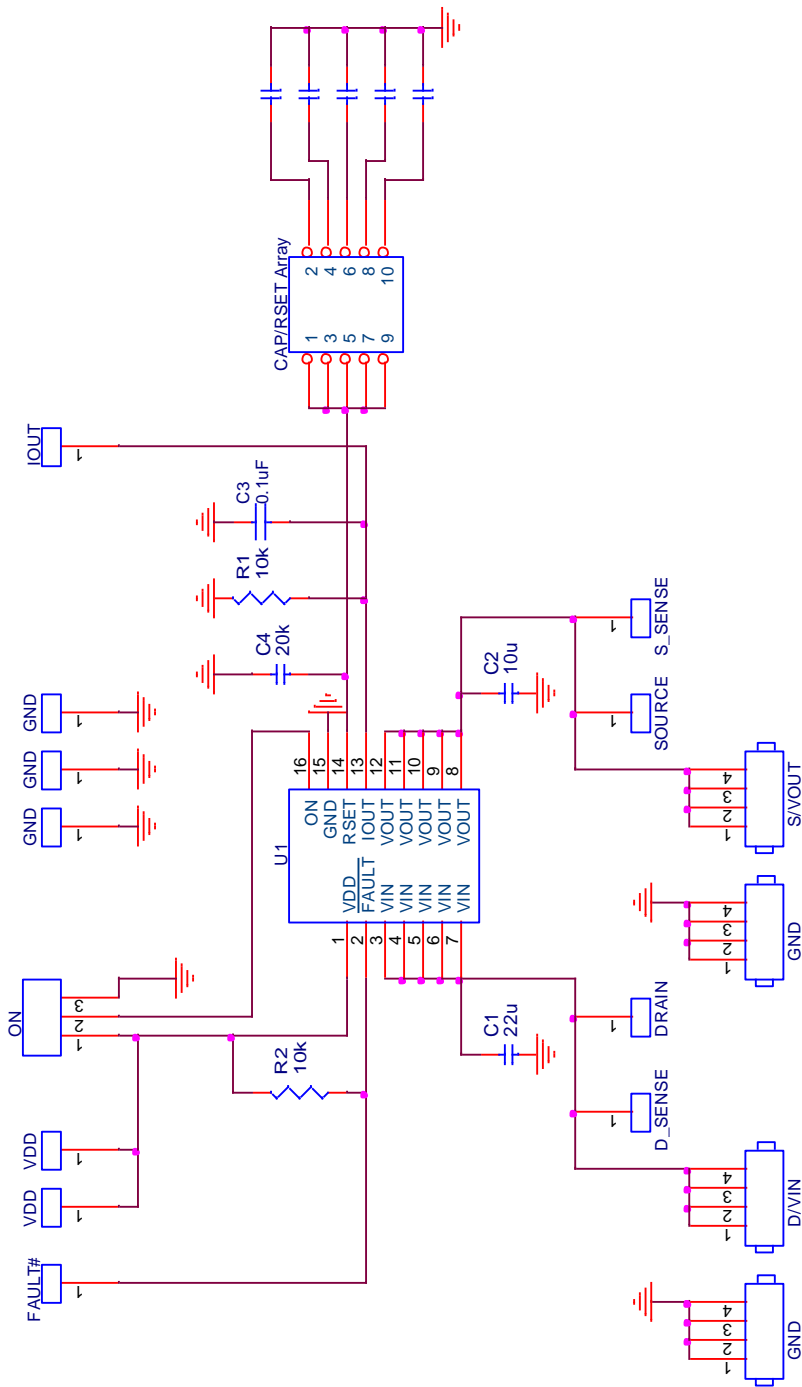 CAP/RSET Array
1 2
3 4
5 6
7 8
9 10
IOUT
1
C3
0.1uF
R1
10k
C4
20k
GND
1
GND
1
GND
1
U1
16 ON
15 GND
14 RSET
13 IOUT
12 VOUT
11 VOUT
10 VOUT
9 VOUT
8 VOUT
1 VDD
2 FAULT
3 VIN
4 VIN
5 VIN
6 VIN
7 VIN
ON
1 2 3
R2
10k
VDD
1
VDD
1
FAULT#
1
C2
10u
S_SENSE
1
SOURCE
1
S/VOUT
1 2 3 4
GND
1 2 3 4
C1
22u
DRAIN
1
D_SENSE
1
D/VIN
1 2 3 4
GND
1 2 3 4